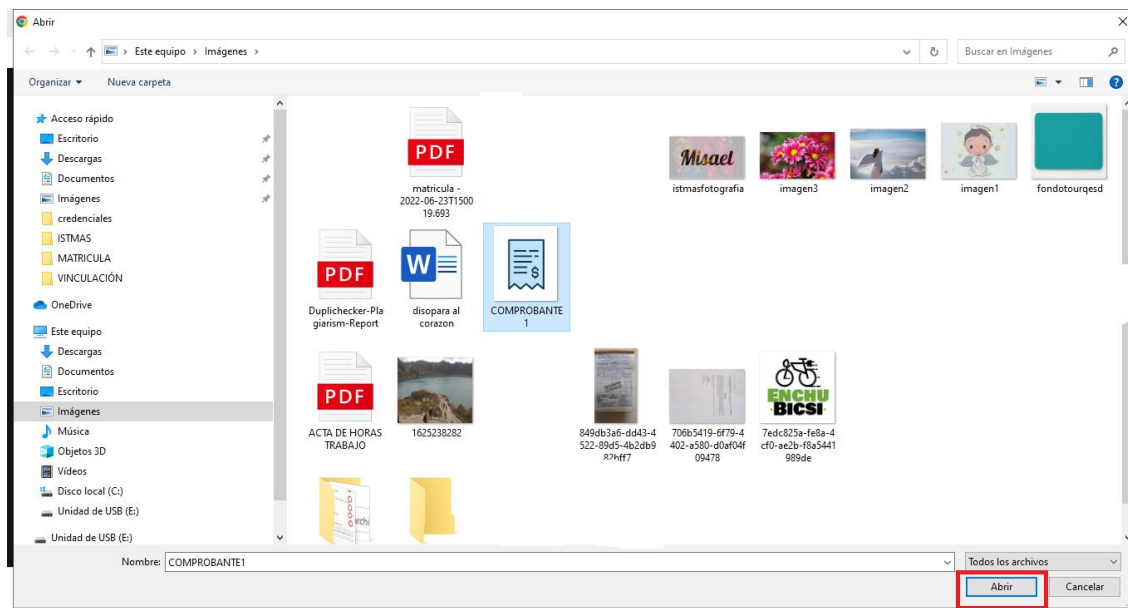 Abrir
Este equipo > Imágenes >
Buscar en Imágenes
Organizar
Nueva carpeta
Acceso rápido
Escritorio
Descargas
Documentos
Imágenes
credenciales
ISTMAS
MATRICULA
VINCULACIÓN
OneDrive
Este equipo
Descargas
Documentos
Escritorio
Imágenes
Música
Objetos 3D
Vídeos
Disco local (C:)
Unidad de USB (E:)
Unidad de USB (E:)
PDF
matricula -
2022-06-23T1500
19.693
Misael
istmasfotografia
imagen3
imagen2
imagen1
fondotourqesd
PDF
Duplichecker-Pla
giarism-Report
W
disopara al
corazon
$
COMPROBANTE
1
PDF
ACTA DE HORAS
TRABAJO
1625238282
849db3a6-dd43-4
522-89d5-4b2db9
82bff7
706b5419-6f79-4
402-a580-d0af04f
09478
ENCHU
BICSI
7edc825a-fe8a-4
cf0-ae2b-f8a5441
989de
Nombre:
COMPROBANTE1
Todos los archivos
Abrir
Cancelar